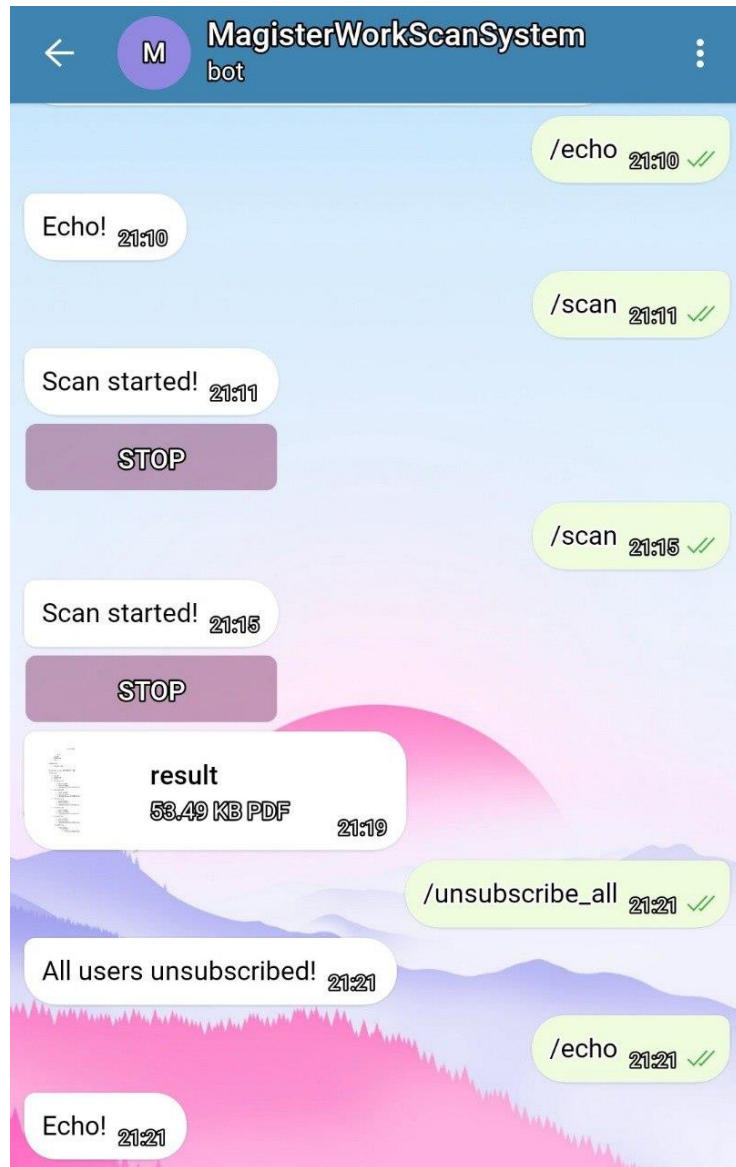 M
MagisterWorkScanSystem
bot
/echo 21:10
Echo! 21:10
/scan 21:11
Scan started! 21:11
STOP
/scan 21:15
Scan started! 21:15
STOP
result
53.49 KB PDF 21:19
/unsubscribe_all 21:21
All users unsubscribed! 21:21
/echo 21:21
Echo! 21:21